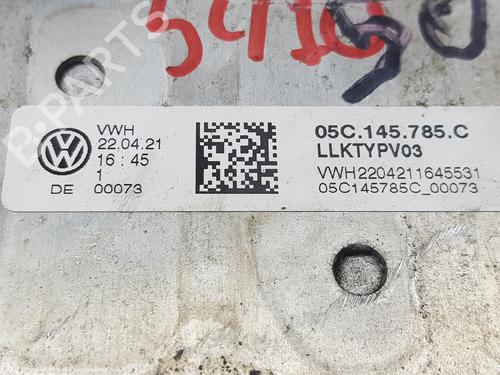 B-PARTS
VWH
22.04.21
16 : 45
1
DE 00073
05C.145.785.C
LLKTYPV03
VWH2204211645531
05C145785C_00073